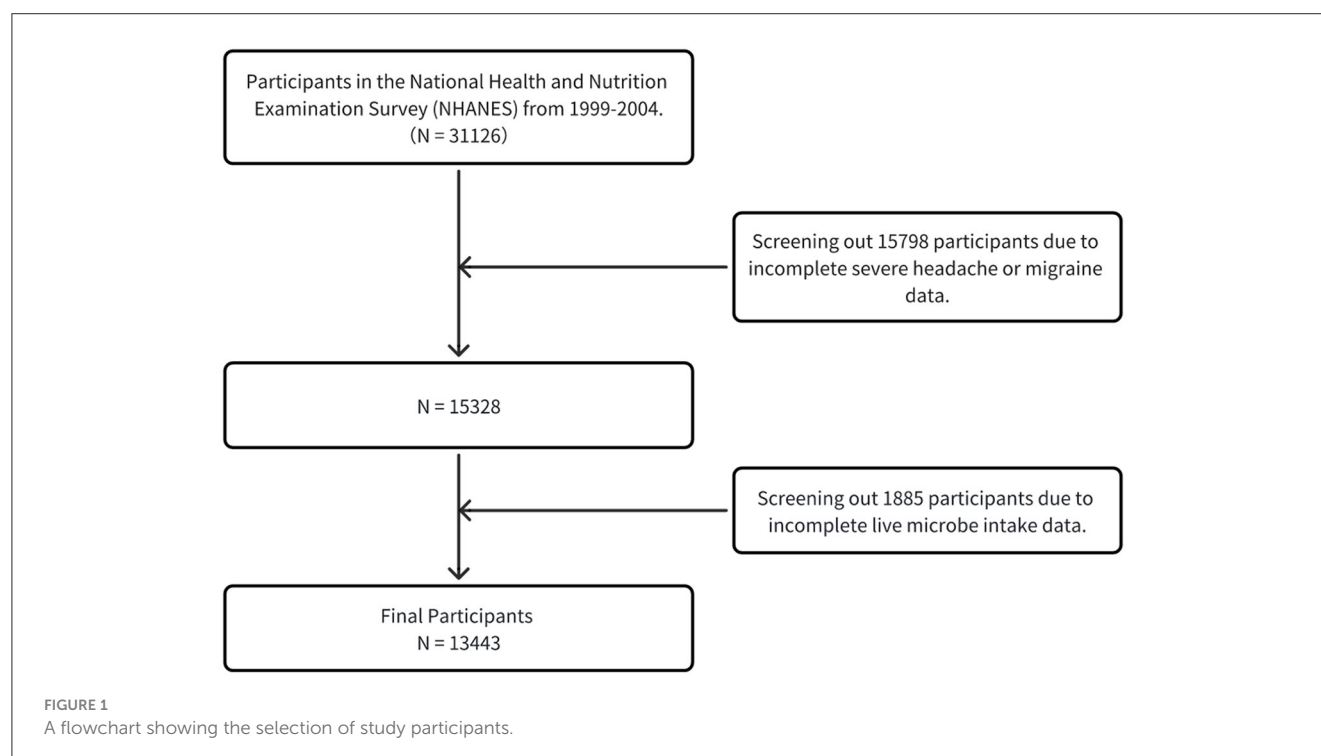 Participants in the National Health and Nutrition
Examination Survey (NHANES) from 1999-2004.
（N = 31126）
Screening out 15798 participants due to
incomplete severe headache or migraine
data.
N = 15328
Screening out 1885 participants due to
incomplete live microbe intake data.
Final Participants
N = 13443
FIGURE 1
A flowchart showing the selection of study participants.